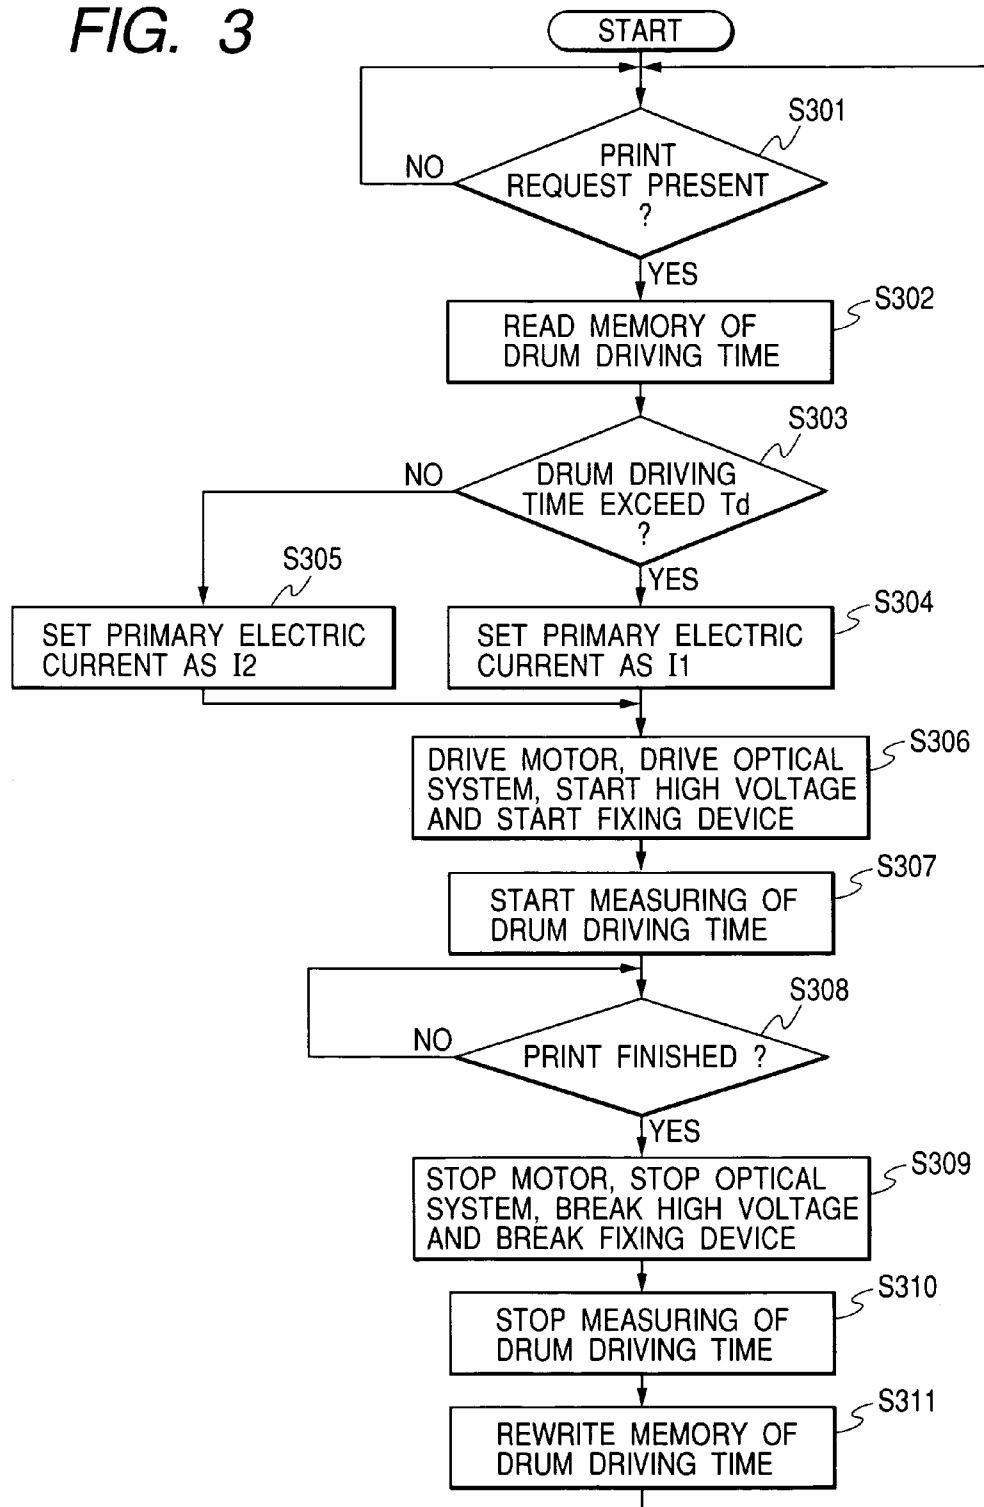 FIG. 3
START
S301
PRINT
REQUEST PRESENT
?
NO
YES
S302
READ MEMORY OF
DRUM DRIVING TIME
S303
DRUM DRIVING
TIME EXCEED Td
?
NO
YES
S305
SET PRIMARY ELECTRIC
CURRENT AS I2
S304
SET PRIMARY ELECTRIC
CURRENT AS I1
S306
DRIVE MOTOR, DRIVE OPTICAL
SYSTEM, START HIGH VOLTAGE
AND START FIXING DEVICE
S307
START MEASURING OF
DRUM DRIVING TIME
S308
PRINT FINISHED ?
NO
YES
S309
STOP MOTOR, STOP OPTICAL
SYSTEM, BREAK HIGH VOLTAGE
AND BREAK FIXING DEVICE
S310
STOP MEASURING OF
DRUM DRIVING TIME
S311
REWRITE MEMORY OF
DRUM DRIVING TIME